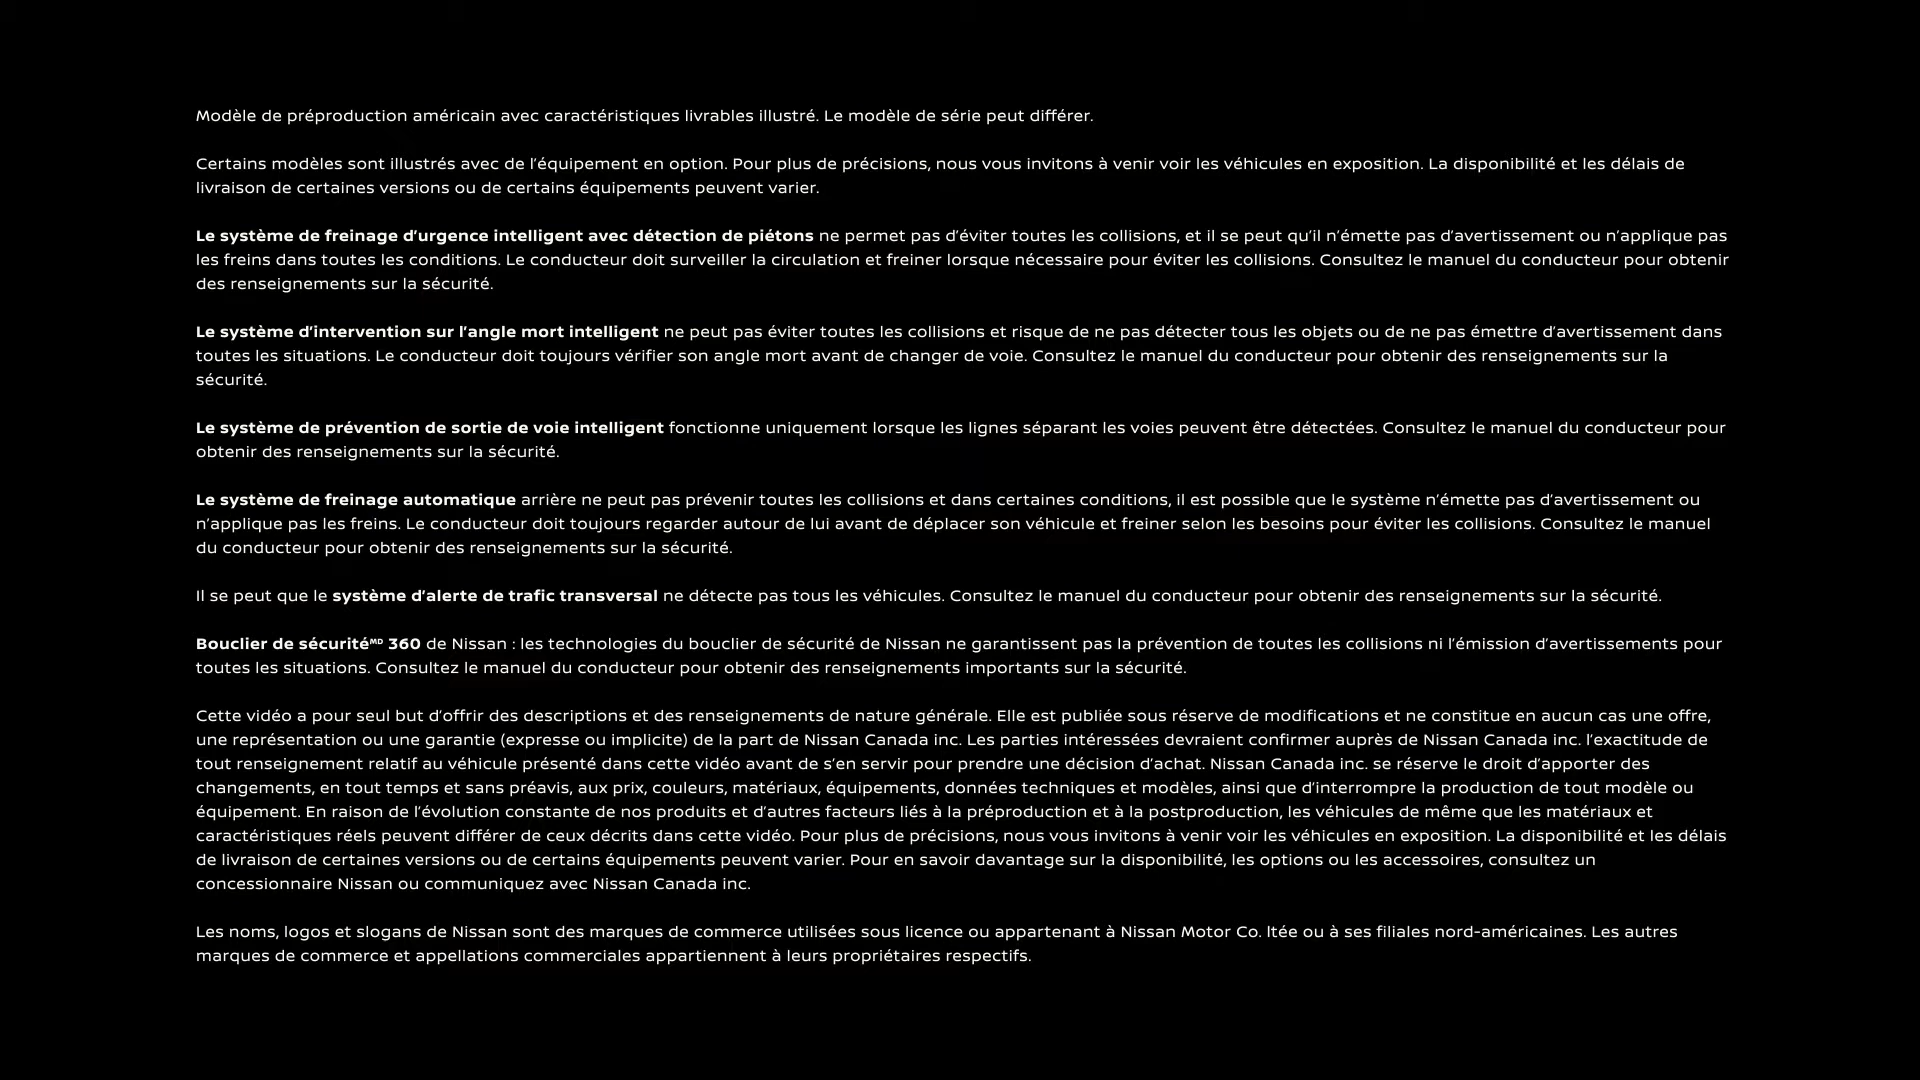 Modèle de préproduction américain avec caractéristiques livrables illustré. Le modèle de série peut différer.
Certains modèles sont illustrés avec de l'équipement en option. Pour plus de précisions, nous vous invitons à venir voir les véhicules en exposition. La disponibilité et les délais de
livraison de certaines versions ou de certains équipements peuvent varier.
Le système de freinage d'urgence intelligent avec détection de piétons ne permet pas d'éviter toutes les collisions, et il se peut qu'il n'émette pas d'avertissement ou n'applique pas
les freins dans toutes les conditions. Le conducteur doit surveiller la circulation et freiner lorsque nécessaire pour éviter les collisions. Consultez le manuel du conducteur pour obtenir
des renseignements sur la sécurité.
Le système d'intervention sur l'angle mort intelligent ne peut pas éviter toutes les collisions et risque de ne pas détecter tous les objets ou de ne pas émettre d'avertissement dans
toutes les situations. Le conducteur doit toujours vérifier son angle mort avant de changer de voie. Consultez le manuel du conducteur pour obtenir des renseignements sur la
sécurité.
Le système de prévention de sortie de voie intelligent fonctionne uniquement lorsque les lignes séparant les voies peuvent être détectées. Consultez le manuel du conducteur pour
obtenir des renseignements sur la sécurité.
Le système de freinage automatique arrière ne peut pas prévenir toutes les collisions et dans certaines conditions, il est possible que le système n'émette pas d'avertissement ou
n'applique pas les freins. Le conducteur doit toujours regarder autour de lui avant de déplacer son véhicule et freiner selon les besoins pour éviter les collisions. Consultez le manuel
du conducteur pour obtenir des renseignements sur la sécurité.
Il se peut que le système d'alerte de trafic transversal ne détecte pas tous les véhicules. Consultez le manuel du conducteur pour obtenir des renseignements sur la sécurité.
Bouclier de sécuritéᴹᴰ 360 de Nissan : les technologies du bouclier de sécurité de Nissan ne garantissent pas la prévention de toutes les collisions ni l'émission d'avertissements pour
toutes les situations. Consultez le manuel du conducteur pour obtenir des renseignements importants sur la sécurité.
Cette vidéo a pour seul but d'offrir des descriptions et des renseignements de nature générale. Elle est publiée sous réserve de modifications et ne constitue en aucun cas une offre,
une représentation ou une garantie (expresse ou implicite) de la part de Nissan Canada inc. Les parties intéressées devraient confirmer auprès de Nissan Canada inc. l'exactitude de
tout renseignement relatif au véhicule présenté dans cette vidéo avant de s'en servir pour prendre une décision d'achat. Nissan Canada inc. se réserve le droit d'apporter des
changements, en tout temps et sans préavis, aux prix, couleurs, matériaux, équipements, données techniques et modèles, ainsi que d'interrompre la production de tout modèle ou
équipement. En raison de l'évolution constante de nos produits et d'autres facteurs liés à la préproduction et à la postproduction, les véhicules de même que les matériaux et
caractéristiques réels peuvent différer de ceux décrits dans cette vidéo. Pour plus de précisions, nous vous invitons à venir voir les véhicules en exposition. La disponibilité et les délais
de livraison de certaines versions ou de certains équipements peuvent varier. Pour en savoir davantage sur la disponibilité, les options ou les accessoires, consultez un
concessionnaire Nissan ou communiquez avec Nissan Canada inc.
Les noms, logos et slogans de Nissan sont des marques de commerce utilisées sous licence ou appartenant à Nissan Motor Co. ltée ou à ses filiales nord-américaines. Les autres
marques de commerce et appellations commerciales appartiennent à leurs propriétaires respectifs.